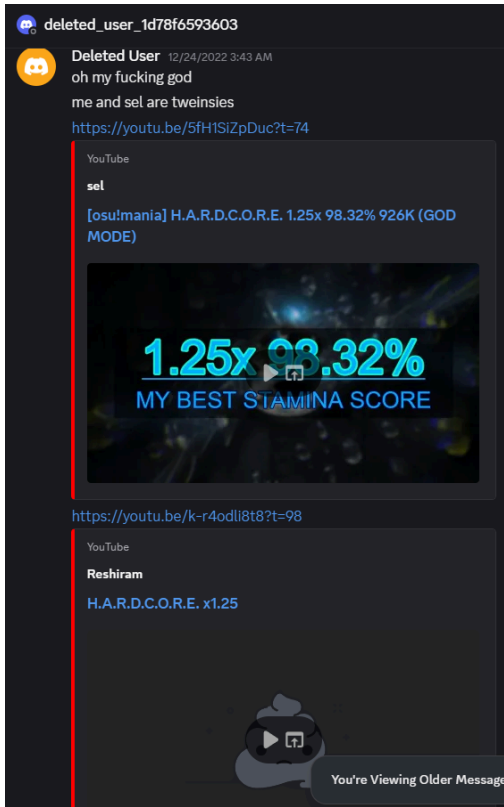 deleted_user_1d78f6593603
Deleted User 12/24/2022 3:43 AM
oh my fucking god
me and sel are tweinsies
https://youtu.be/5fH1SiZpDuc?t=74
YouTube
sel
[osu!mania] H.A.R.D.C.O.R.E. 1.25x 98.32% 926K (GOD
MODE)
1.25x 98.32%
MY BEST STAMINA SCORE
https://youtu.be/k-r4odli8t8?t=98
YouTube
Reshiram
H.A.R.D.C.O.R.E. x1.25
You're Viewing Older Message